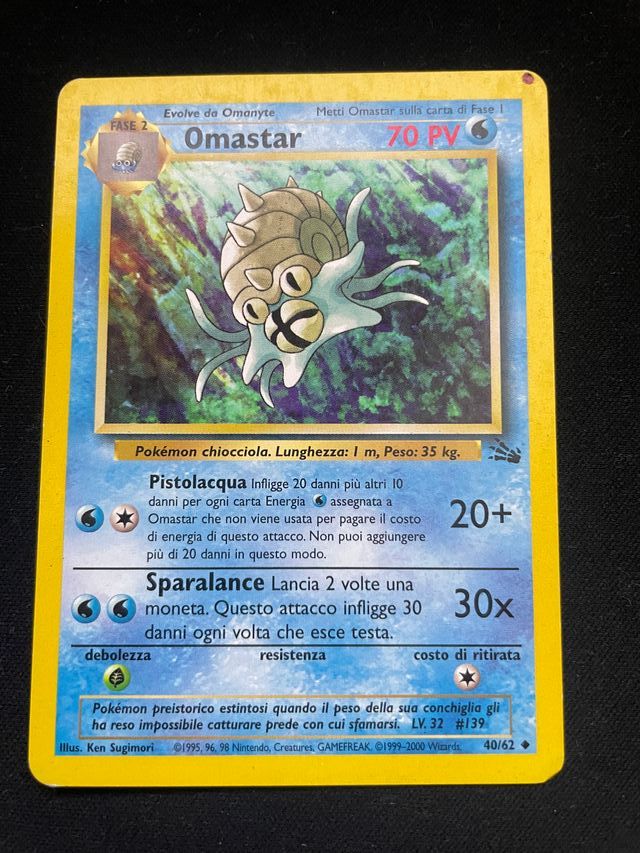 Evolve da Omanyte
Metti Omastar sulla carta di Fase 1
FASE 2
Omastar
70 PV
Pokémon chiocciola. Lunghezza: 1 m, Peso: 35 kg.
Pistolacqua Infligge 20 danni più altri 10
danni per ogni carta Energia assegnata a
Omastar che non viene usata per pagare il costo
di energia di questo attacco. Non puoi aggiungere
più di 20 danni in questo modo.
20+
Sparalance Lancia 2 volte una
moneta. Questo attacco infligge 30
danni ogni volta che esce testa.
30x
debolezza
resistenza
costo di ritirata
Pokémon preistorico estintosi quando il peso della sua conchiglia gli
ha reso impossibile catturare prede con cui sfamarsi. LV. 32 #139
Illus. Ken Sugimori
©1995, 96, 98 Nintendo, Creatures, GAMEFREAK. ©1999-2000 Wizards.
40/62